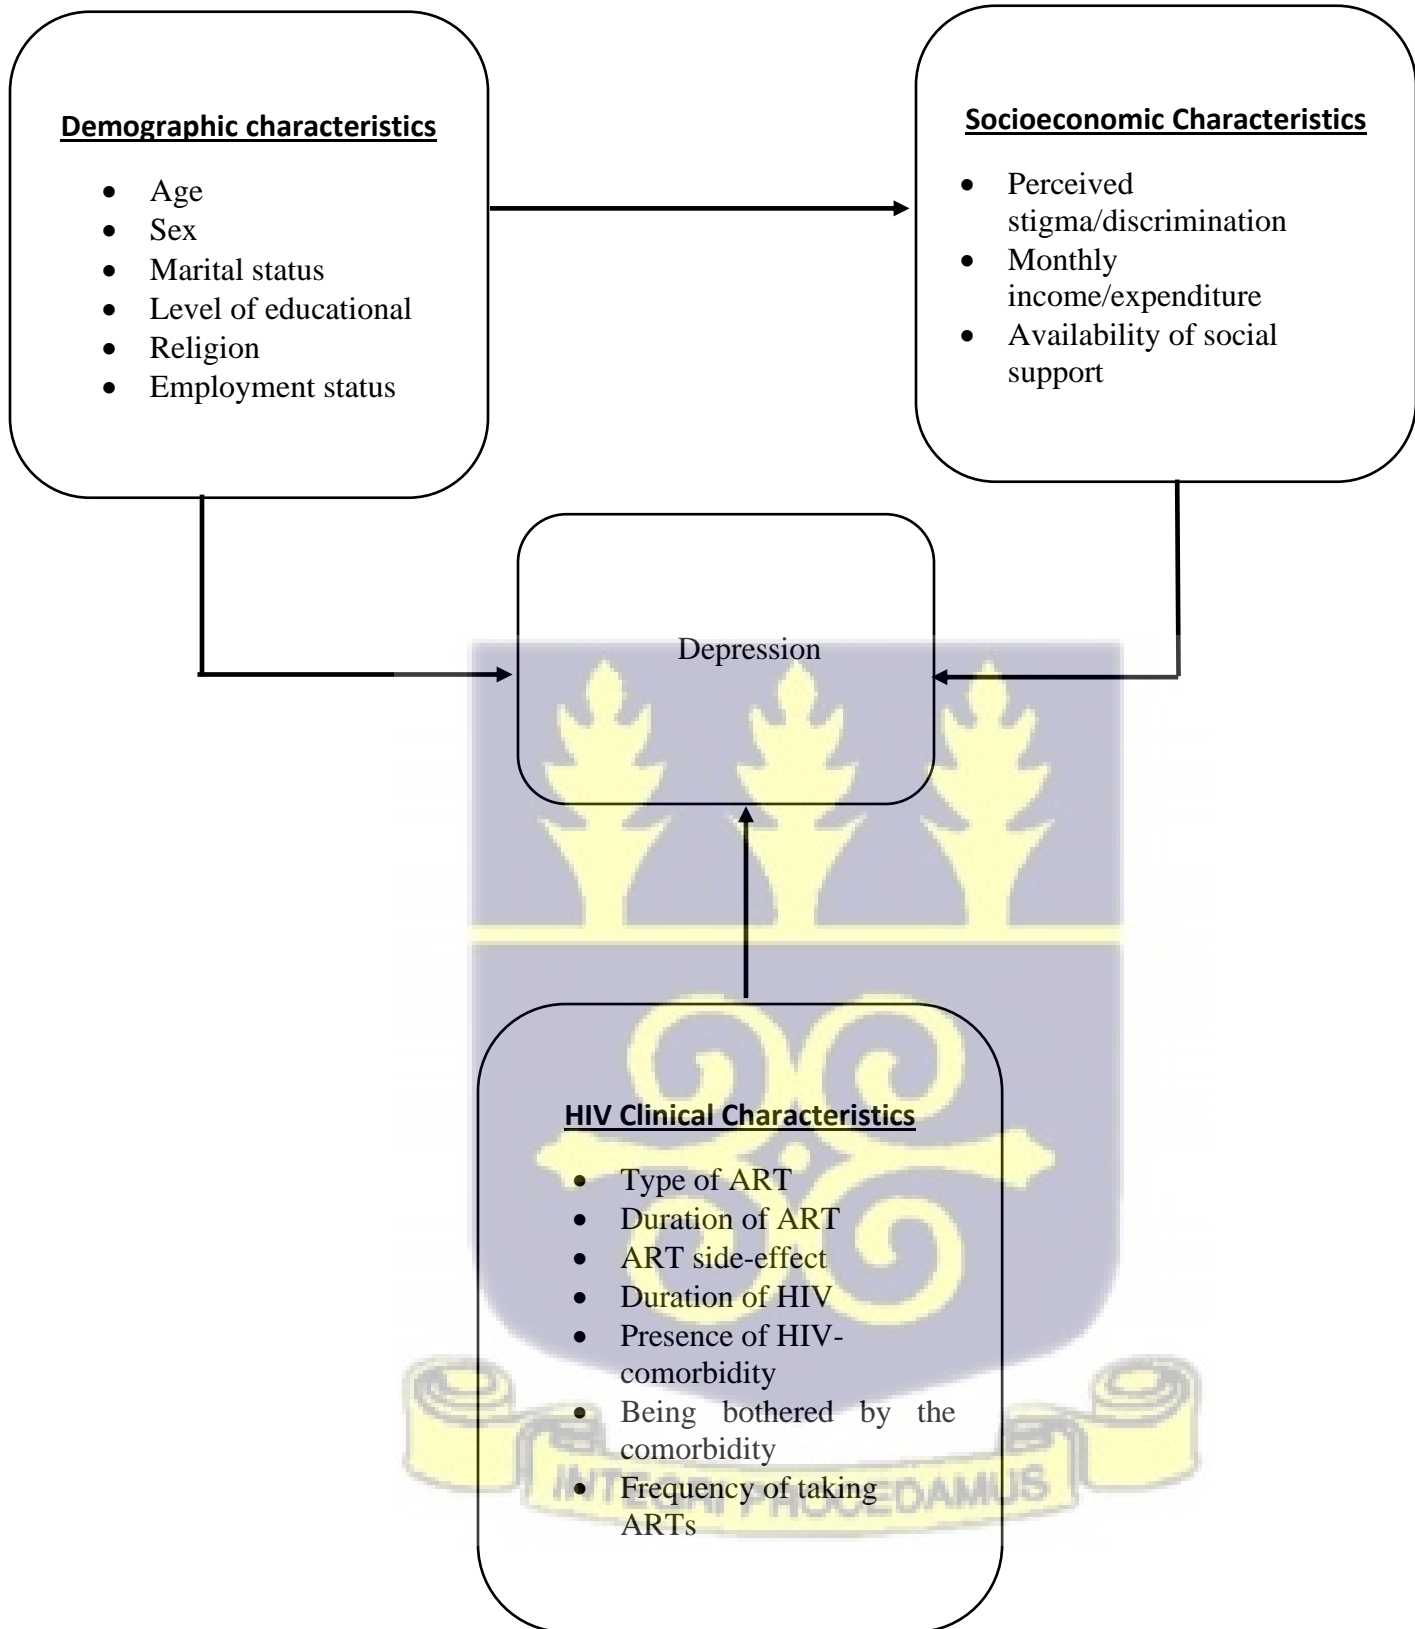 Demographic characteristics
• Age
• Sex
• Marital status
• Level of educational
• Religion
• Employment status
Socioeconomic Characteristics
• Perceived
stigma/discrimination
• Monthly
income/expenditure
• Availability of social
support
Depression
HIV Clinical Characteristics
• Type of ART
• Duration of ART
• ART side-effect
• Duration of HIV
• Presence of HIV-
comorbidity
• Being bothered by the
comorbidity
• Frequency of taking
ARTs
INTEGRI PROCEDAMUS